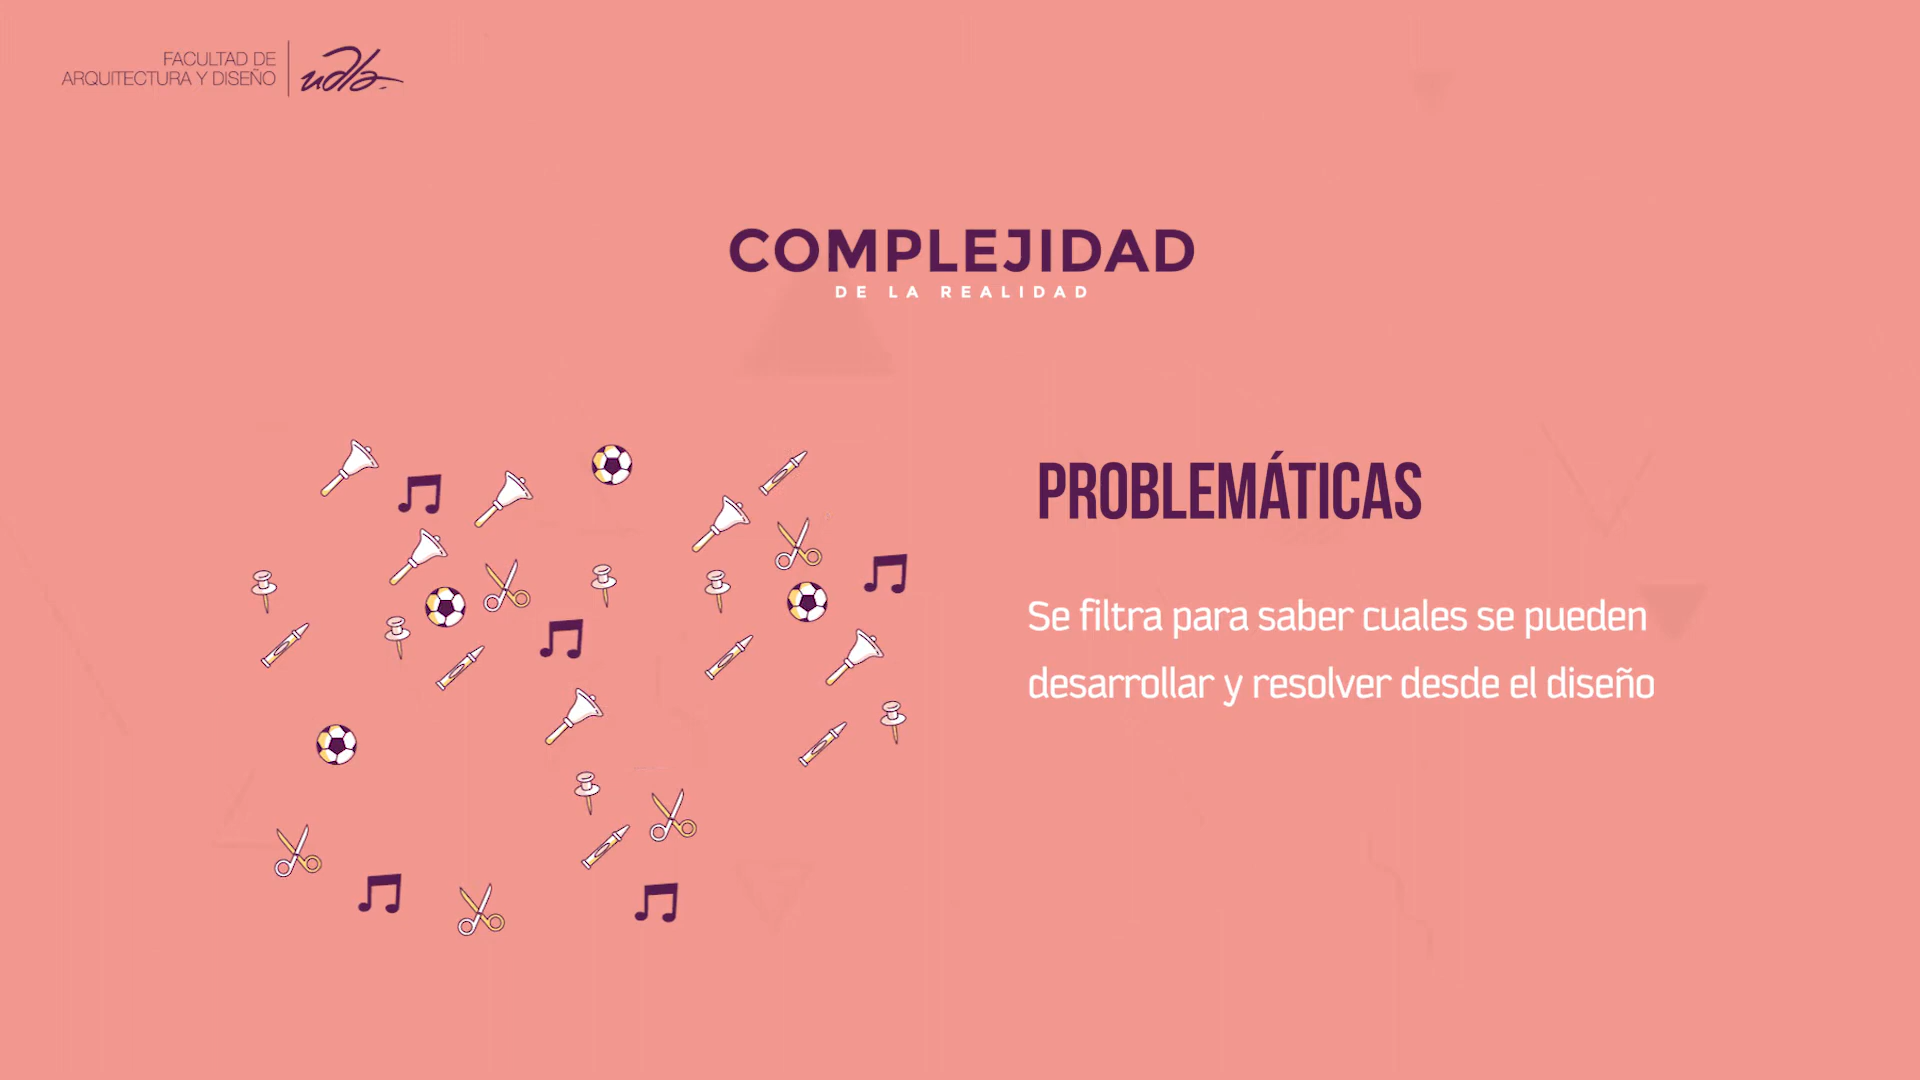 FACULTAD DE
ARQUITECTURA Y DISEÑO
udla-
COMPLEJIDAD
DE LA REALIDAD
PROBLEMÁTICAS
Se filtra para saber cuales se pueden
desarrollar y resolver desde el diseño